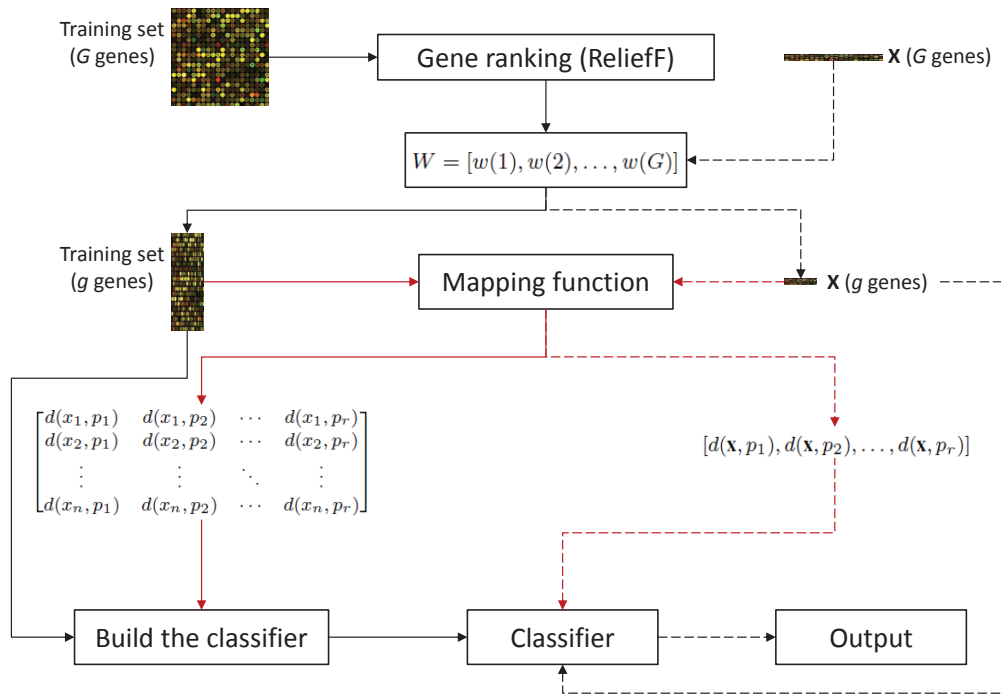 Training set
(G genes)
Gene ranking (ReliefF)
X (G genes)
W = [w(1), w(2), . . . , w(G)]
Training set
(g genes)
Mapping function
X (g genes)
d(x₁, p₁) d(x₁, p₂) ⋯ d(x₁, pᵣ)
d(x₂, p₁) d(x₂, p₂) ⋯ d(x₂, pᵣ)
⋮ ⋮ ⋱ ⋮
d(xₙ, p₁) d(xₙ, p₂) ⋯ d(xₙ, pᵣ)
[d(x, p₁), d(x, p₂), . . . , d(x, pᵣ)]
Build the classifier
Classifier
Output